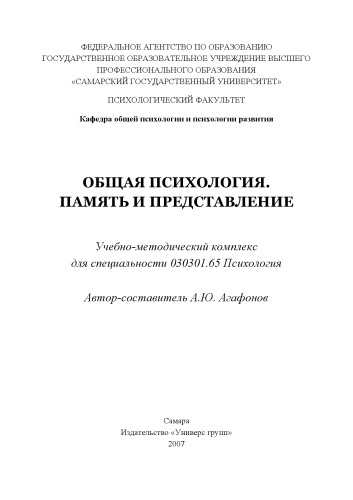 ФЕДЕРАЛЬНОЕ АГЕНТСТВО ПО ОБРАЗОВАНИЮ
ГОСУДАРСТВЕННОЕ ОБРАЗОВАТЕЛЬНОЕ УЧРЕЖДЕНИЕ ВЫСШЕГО
ПРОФЕССИОНАЛЬНОГО ОБРАЗОВАНИЯ
«САМАРСКИЙ ГОСУДАРСТВЕННЫЙ УНИВЕРСИТЕТ»
ПСИХОЛОГИЧЕСКИЙ ФАКУЛЬТЕТ
Кафедра общей психологии и психологии развития
ОБЩАЯ ПСИХОЛОГИЯ.
ПАМЯТЬ И ПРЕДСТАВЛЕНИЕ
Учебно-методический комплекс
для специальности 030301.65 Психология
Автор-составитель А.Ю. Агафонов
Самара
Издательство «Универс групп»
2007